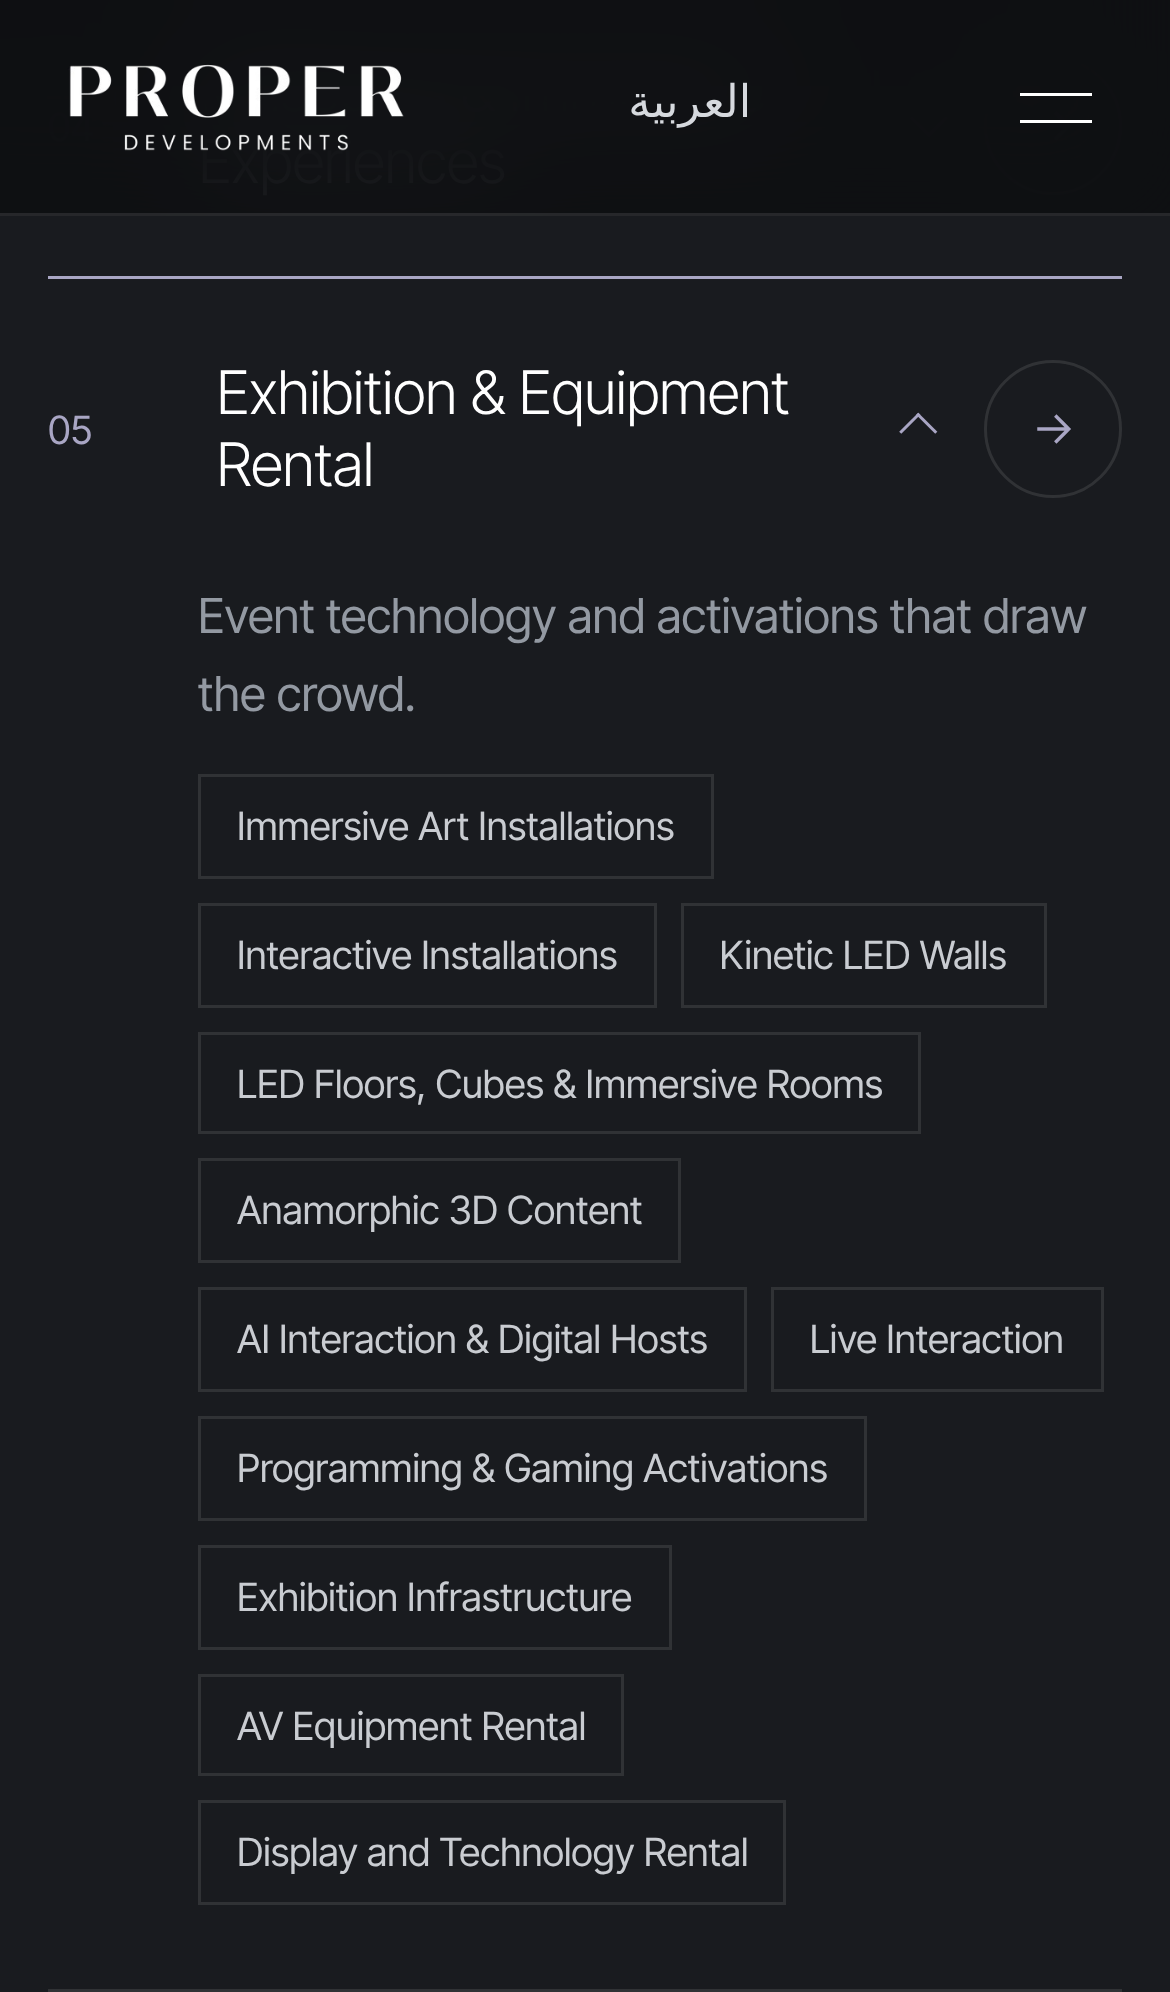 PROPER
DEVELOPMENTS
العربية
Experiences
05
Exhibition & Equipment
Rental
Event technology and activations that draw
the crowd.
Immersive Art Installations
Interactive Installations
Kinetic LED Walls
LED Floors, Cubes & Immersive Rooms
Anamorphic 3D Content
AI Interaction & Digital Hosts
Live Interaction
Programming & Gaming Activations
Exhibition Infrastructure
AV Equipment Rental
Display and Technology Rental